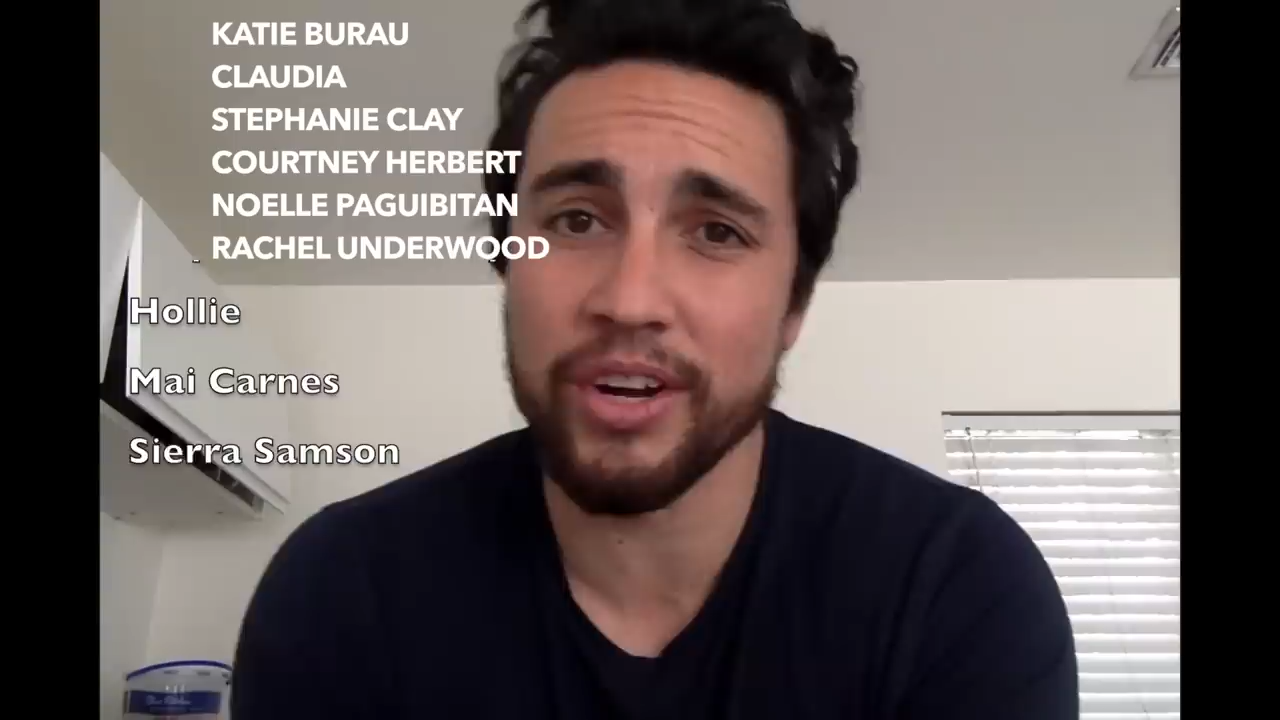 KATIE BURAU
CLAUDIA
STEPHANIE CLAY
COURTNEY HERBERT
NOELLE PAGUIBITAN
RACHEL UNDERWOOD
Hollie
Mai Carnes
Sierra Samson